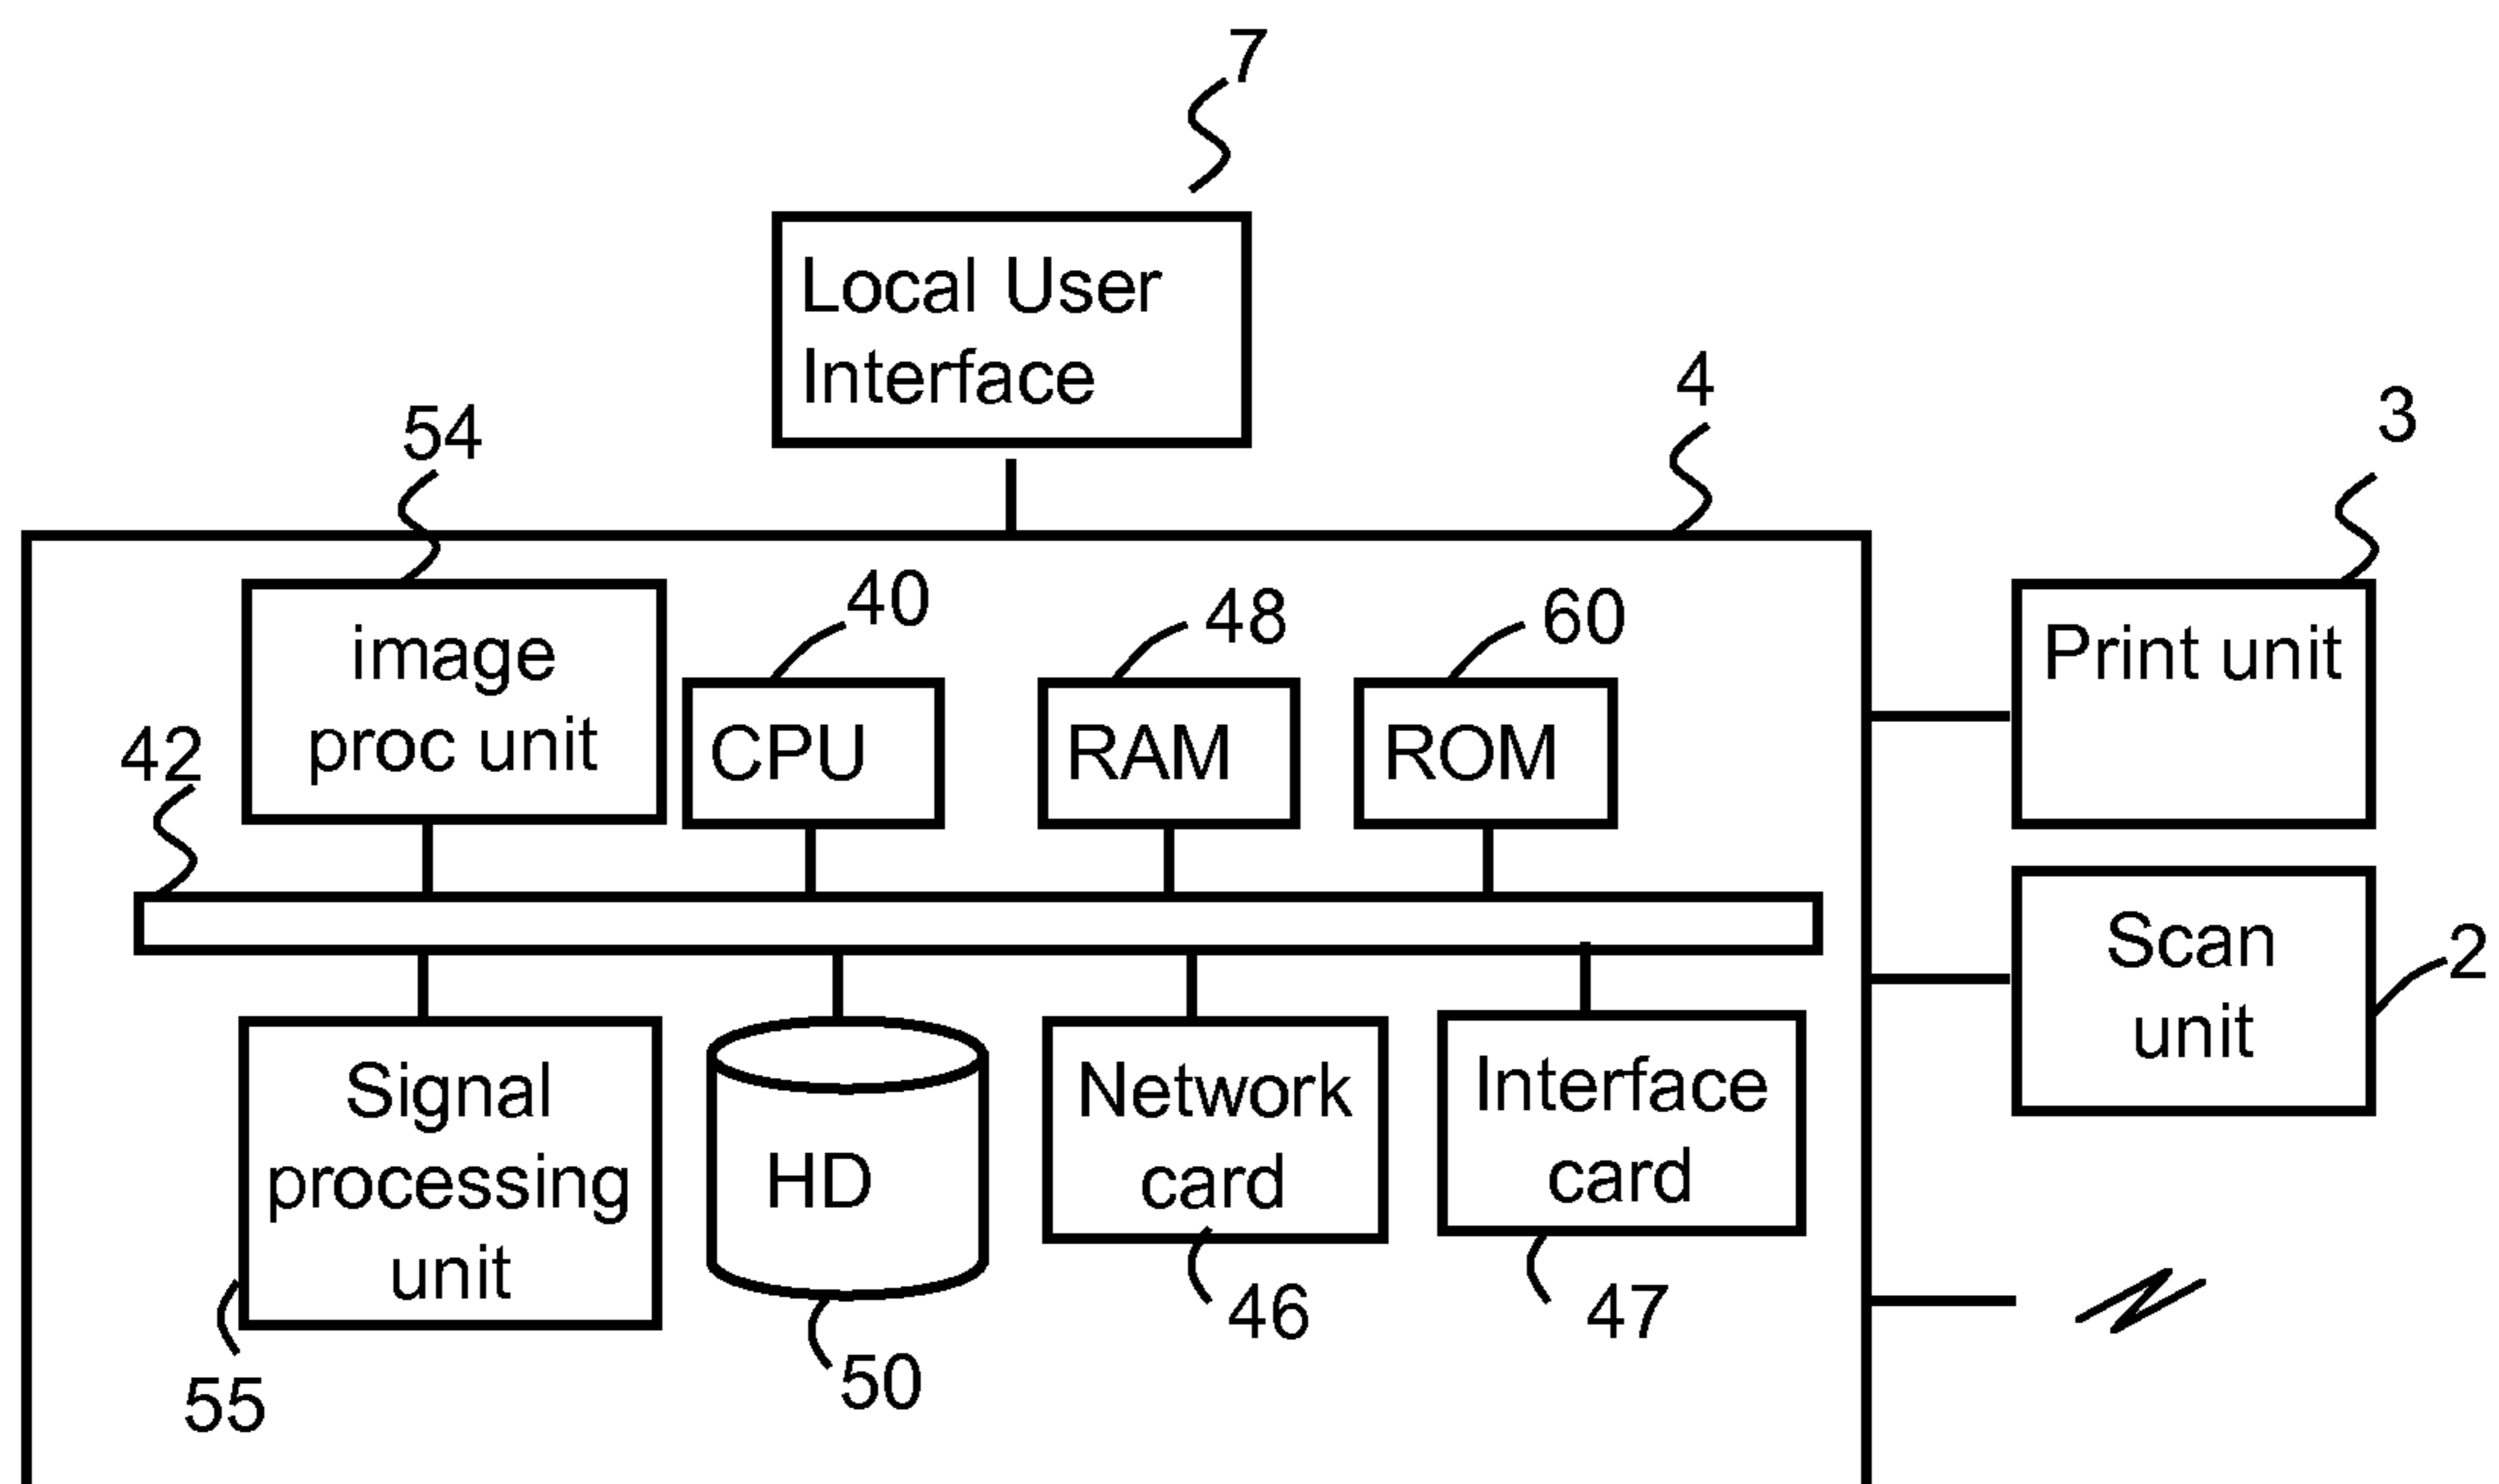 7
Local User
Interface
4
3
54
40
48
60
image
proc unit
CPU
RAM
ROM
Print unit
42
Scan
unit
2
Signal
processing
unit
HD
Network
card
Interface
card
46
47
50
55